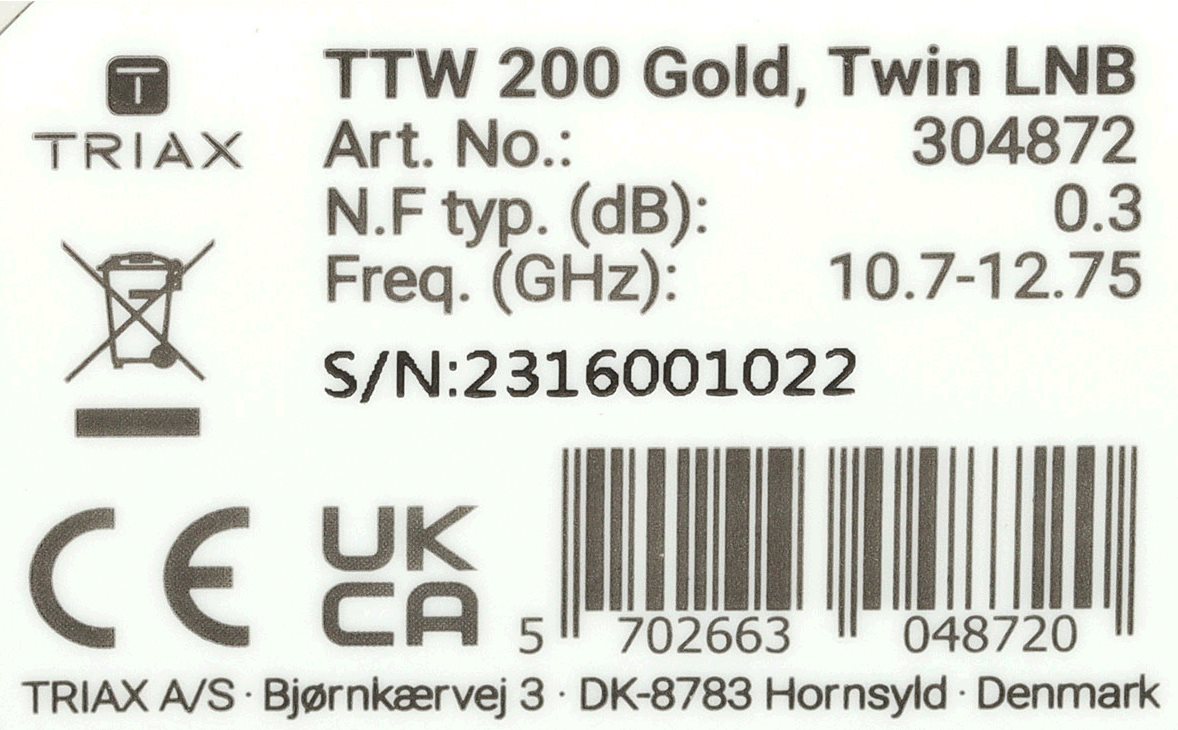 TRIAX
TTW 200 Gold, Twin LNB
Art. No.: 304872
N.F typ. (dB): 0.3
Freq. (GHz): 10.7-12.75
S/N:2316001022
CE
UK
CA
5 702663 048720
TRIAX A/S · Bjørnkærvej 3 · DK-8783 Hornsyld · Denmark